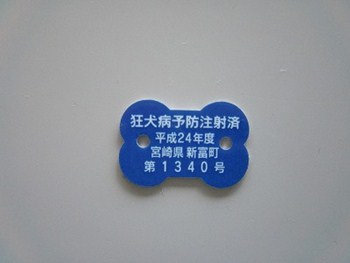 狂犬病予防注射済
平成24年度
宮崎県 新富町
第1340号